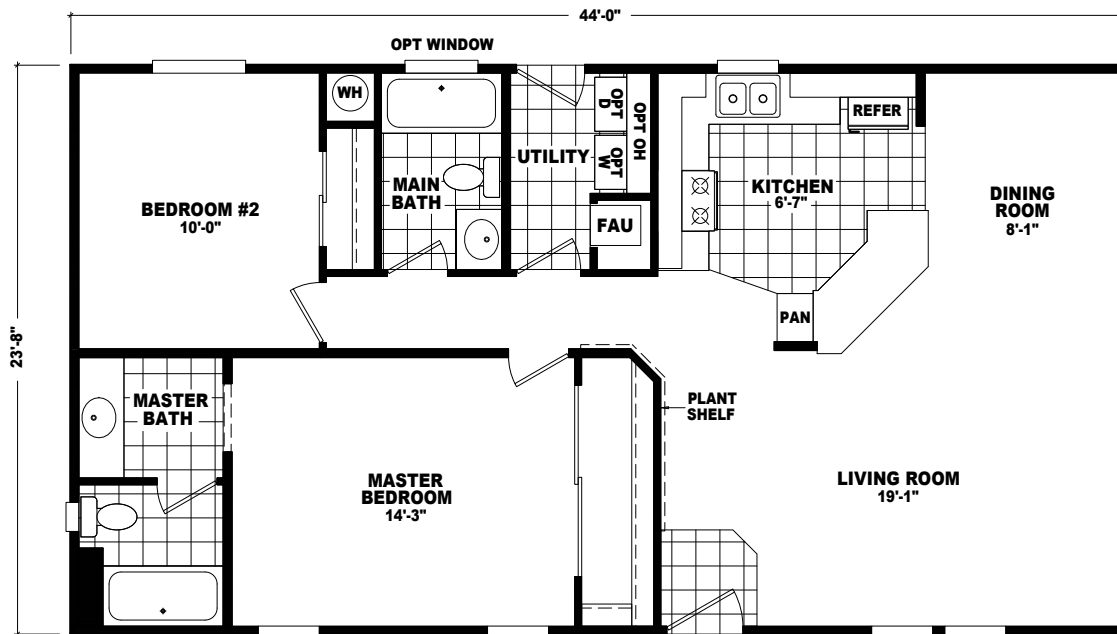 44'-0"
OPT WINDOW
WH
OPT
D
OPT
W
OPT OH
REFER
UTILITY
MAIN
BATH
KITCHEN
6'-7"
DINING
ROOM
8'-1"
BEDROOM #2
10'-0"
FAU
PAN
23'-8"
MASTER
BATH
PLANT
SHELF
MASTER
BEDROOM
14'-3"
LIVING ROOM
19'-1"